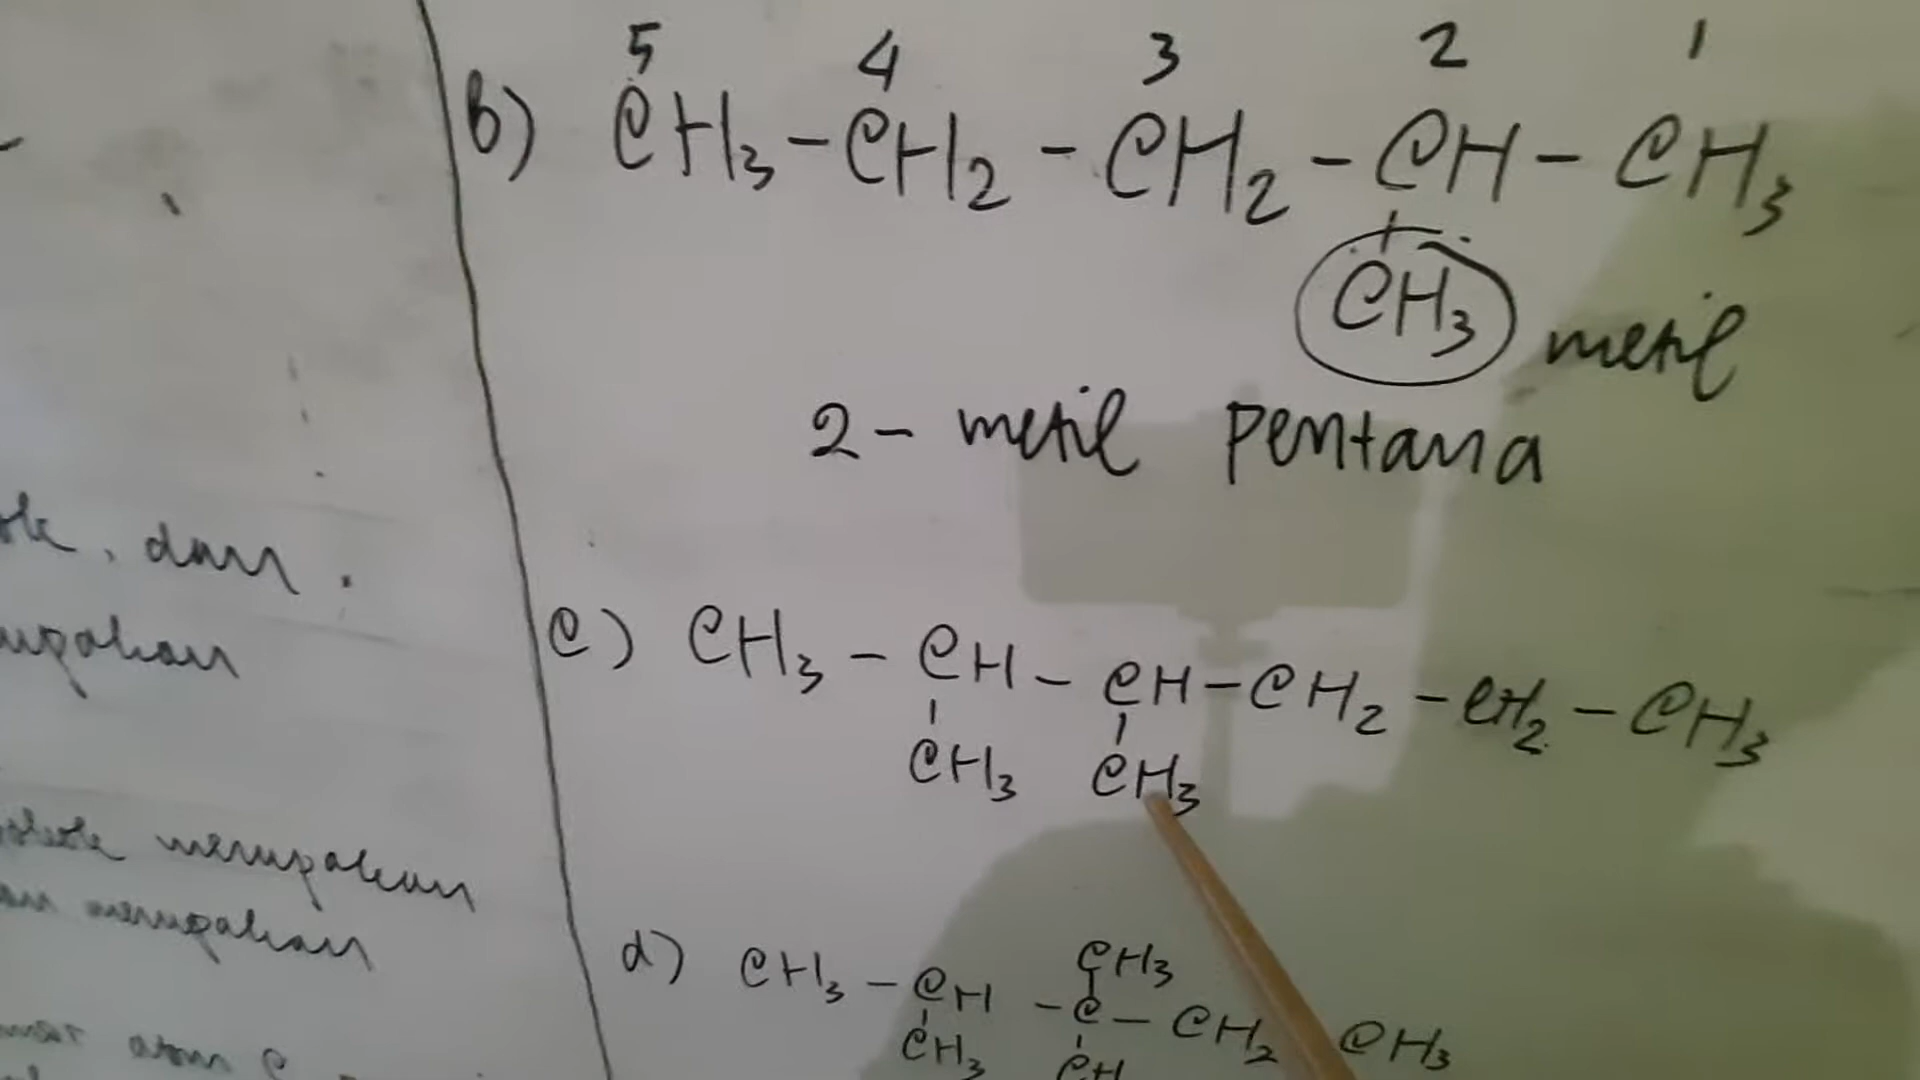 5 4 3 2 1
b) CH3 - CH2 - CH2 - CH - CH3
CH3 metil
2 - metil pentana
c) CH3 - CH - CH - CH2 - CH2 - CH3
CH3 CH3
CH3
d) CH3 - CH - C - CH2 CH3
CH3 CH
, dan .
merupakan
merupakan